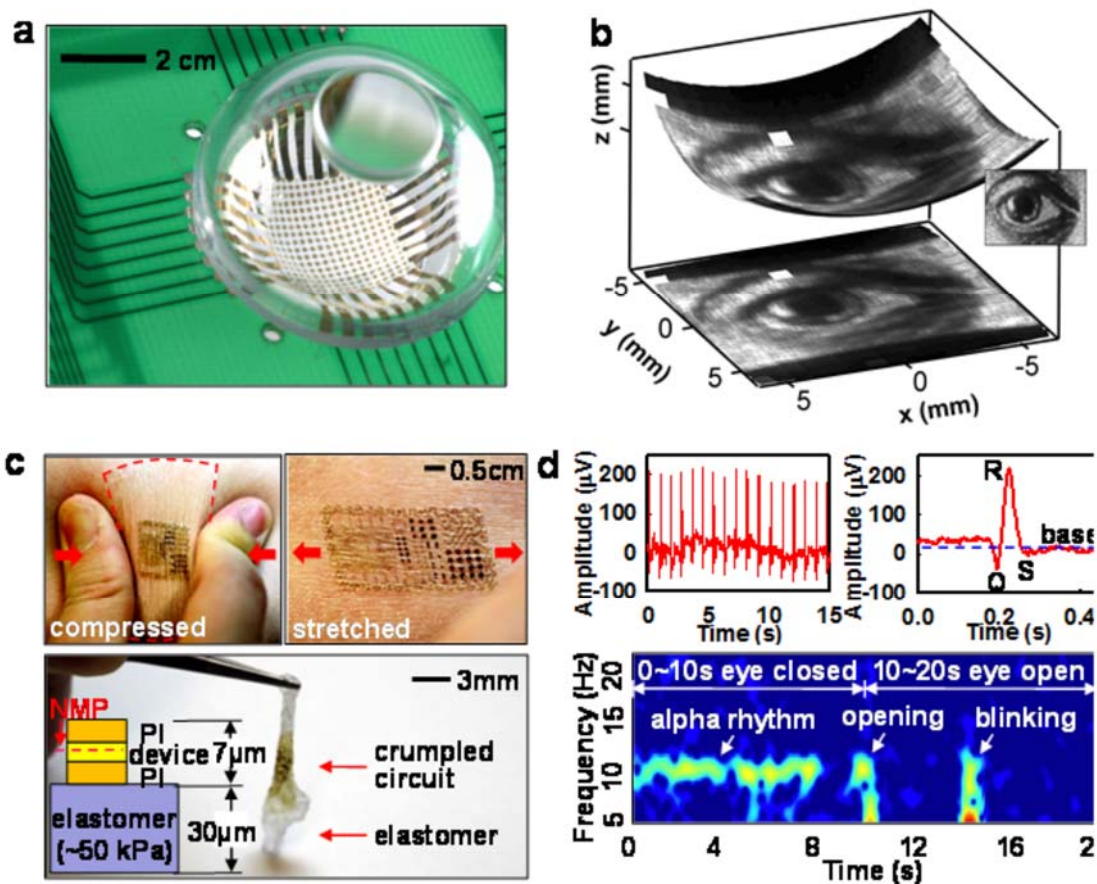 a
2 cm
b
z (mm)
-5
0
5
y (mm)
5
0
-5
x (mm)
c
0.5cm
compressed
stretched
3mm
NMP
PI
device
PI
7μm
crumpled
circuit
elastomer
(~50 kPa)
30μm
elastomer
d
Amplitude (μV)
200
100
0
-100
0 5 10 15
Time (s)
Amplitude (μV)
200
100
0
-100
R
base
Q
S
0.0 0.2 0.4
Time (s)
Frequency (Hz)
20
15
10
5
0~10s eye closed
10~20s eye open
alpha rhythm
opening
blinking
0 4 8 12 16 2
Time (s)